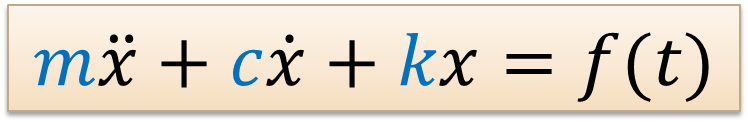 mẍ + cẋ + kx = f(t)